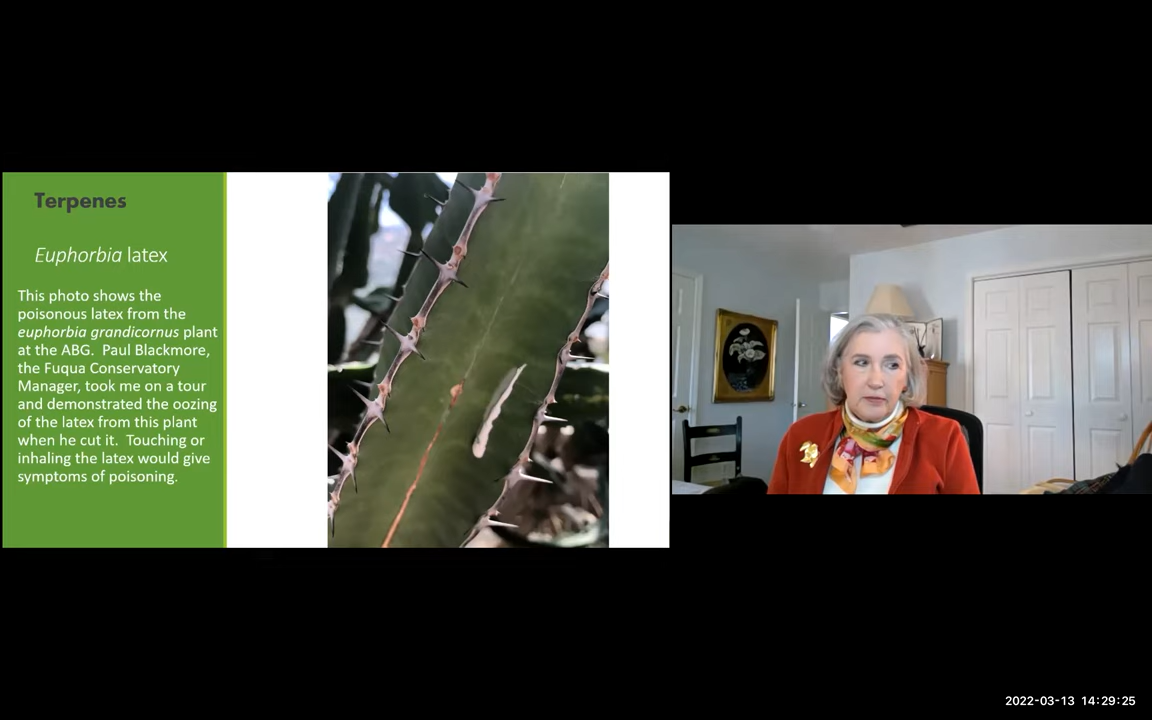 Terpenes
Euphorbia latex
This photo shows the
poisonous latex from the
euphorbia grandicornus plant
at the ABG. Paul Blackmore,
the Fuqua Conservatory
Manager, took me on a tour
and demonstrated the oozing
of the latex from this plant
when he cut it. Touching or
inhaling the latex would give
symptoms of poisoning.
2022-03-13 14:29:25